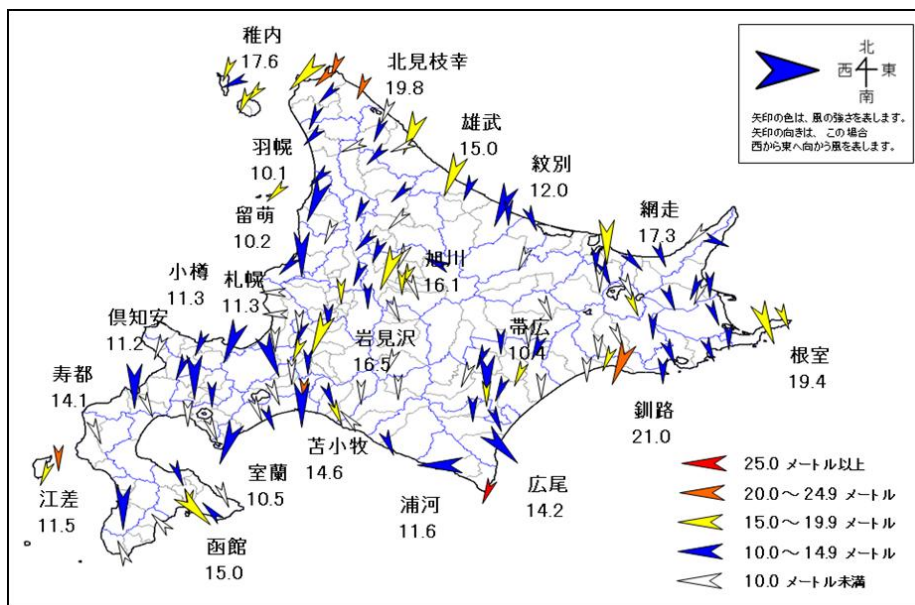 稚内
17.6
北見枝幸
19.8
雄武
15.0
羽幌
10.1
紋別
12.0
留萌
10.2
網走
17.3
旭川
16.1
小樽
11.3
札幌
11.3
倶知安
11.2
岩見沢
16.5
帯広
10.4
寿都
14.1
根室
19.4
釧路
21.0
苫小牧
14.6
室蘭
10.5
浦河
11.6
広尾
14.2
江差
11.5
函館
15.0
北
西 東
南
矢印の色は、風の強さを表します。
矢印の向きは、この場合
西から東へ向かう風を表します。
25.0 メートル以上
20.0～24.9 メートル
15.0～19.9 メートル
10.0～14.9 メートル
10.0 メートル未満